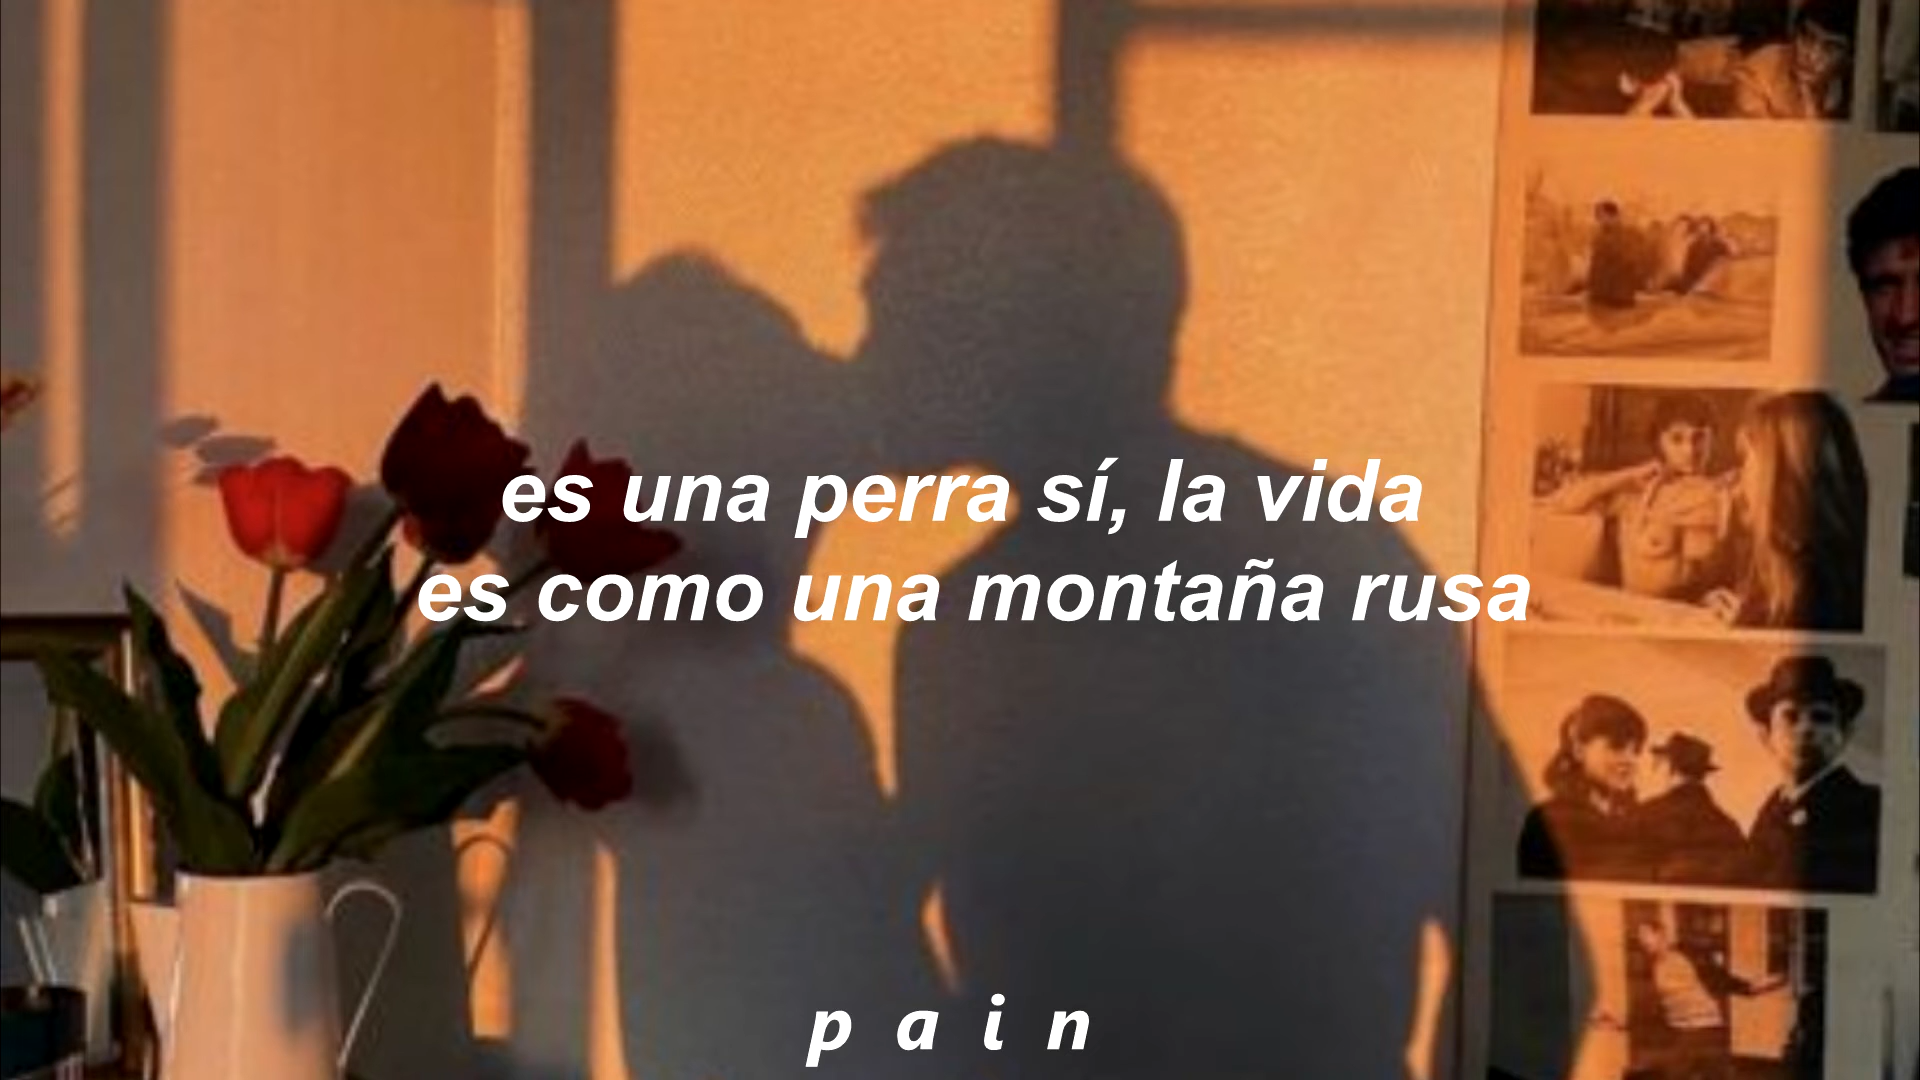 es una perra sí, la vida
es como una montaña rusa
p a i n